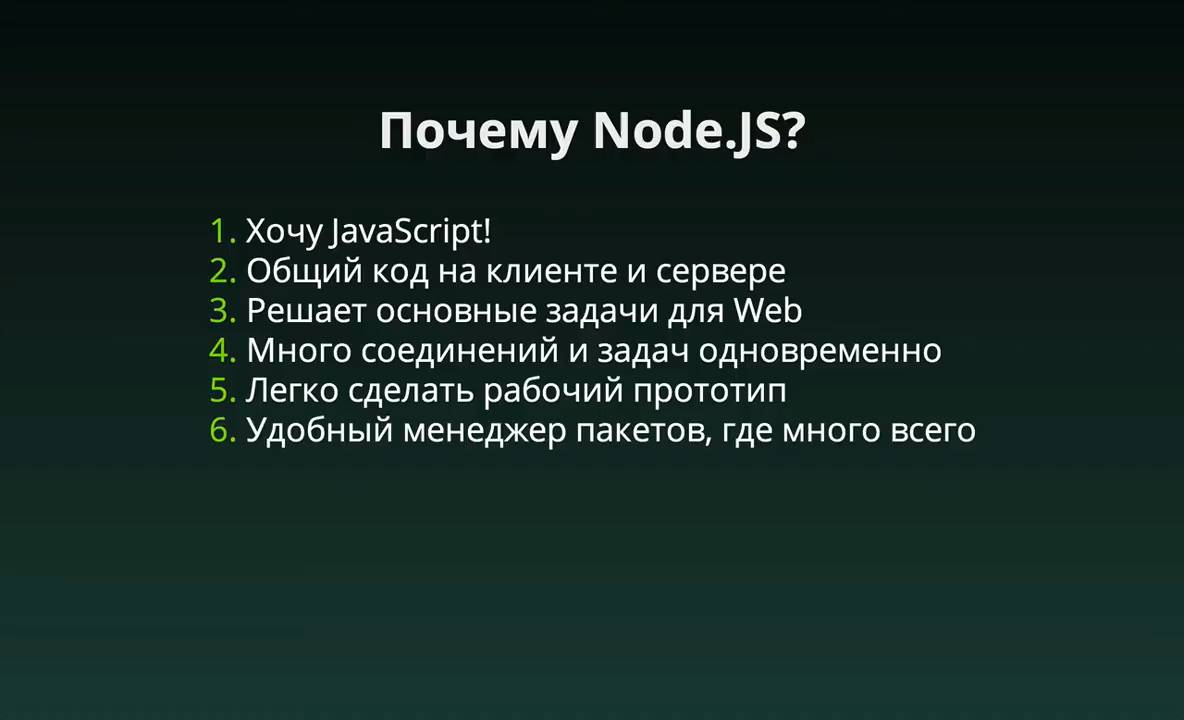 Почему Node.JS?
1. Хочу JavaScript!
2. Общий код на клиенте и сервере
3. Решает основные задачи для Web
4. Много соединений и задач одновременно
5. Легко сделать рабочий прототип
6. Удобный менеджер пакетов, где много всего